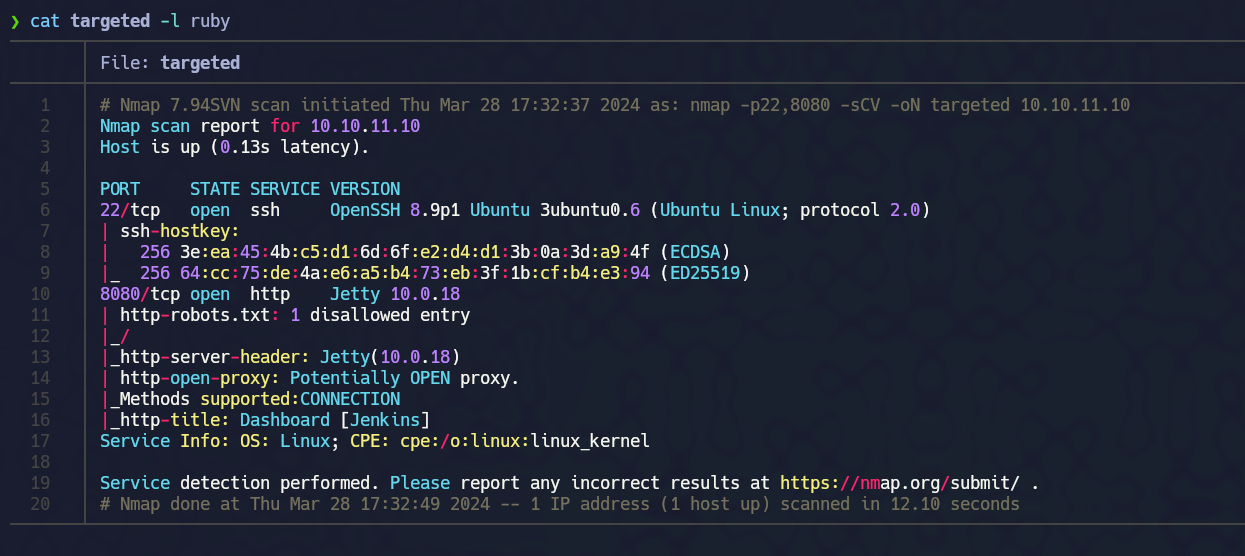 ❯ cat targeted -l ruby
File: targeted
1 # Nmap 7.94SVN scan initiated Thu Mar 28 17:32:37 2024 as: nmap -p22,8080 -sCV -oN targeted 10.10.11.10
2 Nmap scan report for 10.10.11.10
3 Host is up (0.13s latency).
4
5 PORT     STATE SERVICE VERSION
6 22/tcp   open  ssh     OpenSSH 8.9p1 Ubuntu 3ubuntu0.6 (Ubuntu Linux; protocol 2.0)
7 | ssh-hostkey:
8 |   256 3e:ea:45:4b:c5:d1:6d:6f:e2:d4:d1:3b:0a:3d:a9:4f (ECDSA)
9 |_  256 64:cc:75:de:4a:e6:a5:b4:73:eb:3f:1b:cf:b4:e3:94 (ED25519)
10 8080/tcp open  http    Jetty 10.0.18
11 | http-robots.txt: 1 disallowed entry
12 |_/
13 |_http-server-header: Jetty(10.0.18)
14 | http-open-proxy: Potentially OPEN proxy.
15 |_Methods supported:CONNECTION
16 |_http-title: Dashboard [Jenkins]
17 Service Info: OS: Linux; CPE: cpe:/o:linux:linux_kernel
18
19 Service detection performed. Please report any incorrect results at https://nmap.org/submit/ .
20 # Nmap done at Thu Mar 28 17:32:49 2024 -- 1 IP address (1 host up) scanned in 12.10 seconds